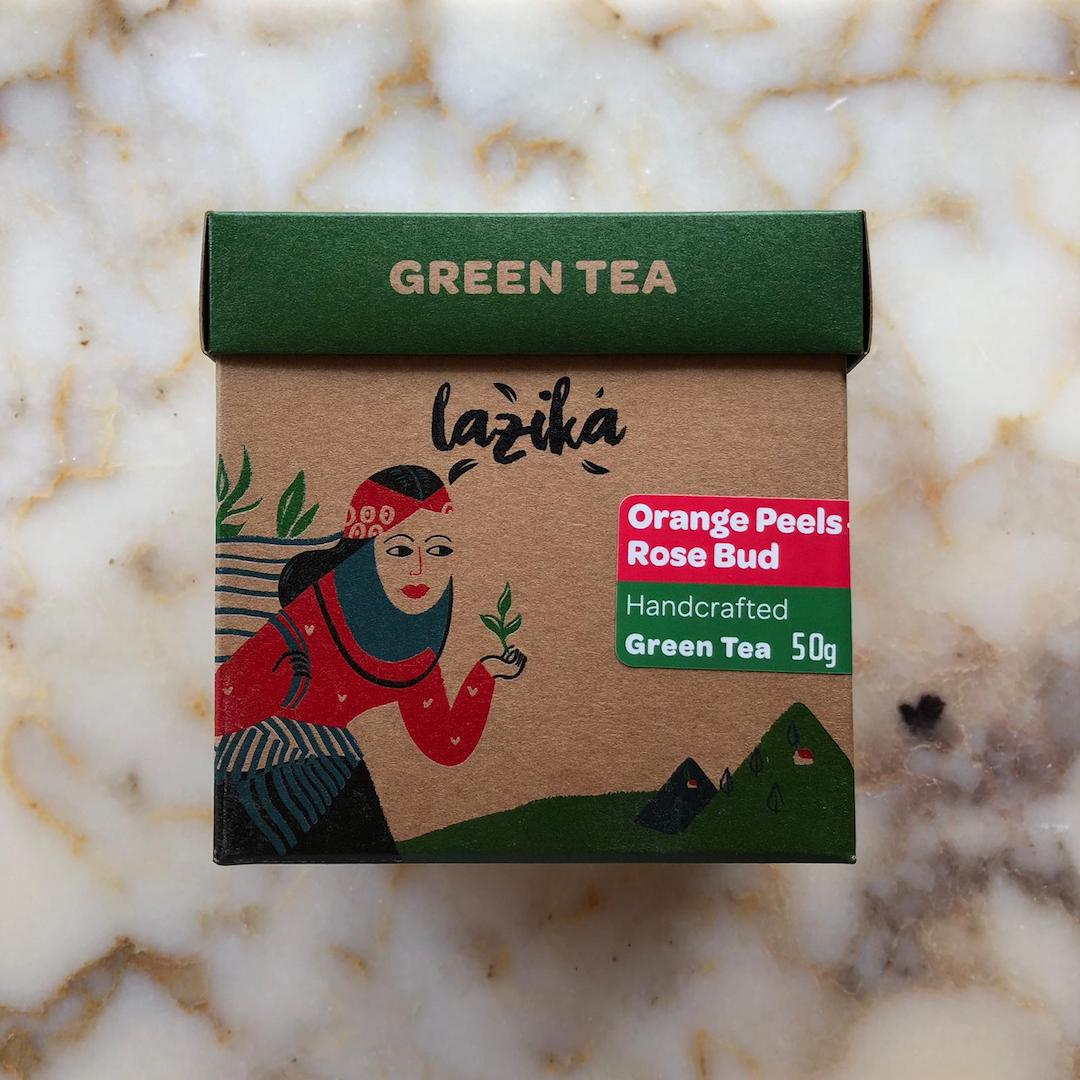 GREEN TEA
lazika
Orange Peels -
Rose Bud
Handcrafted
Green Tea 50g